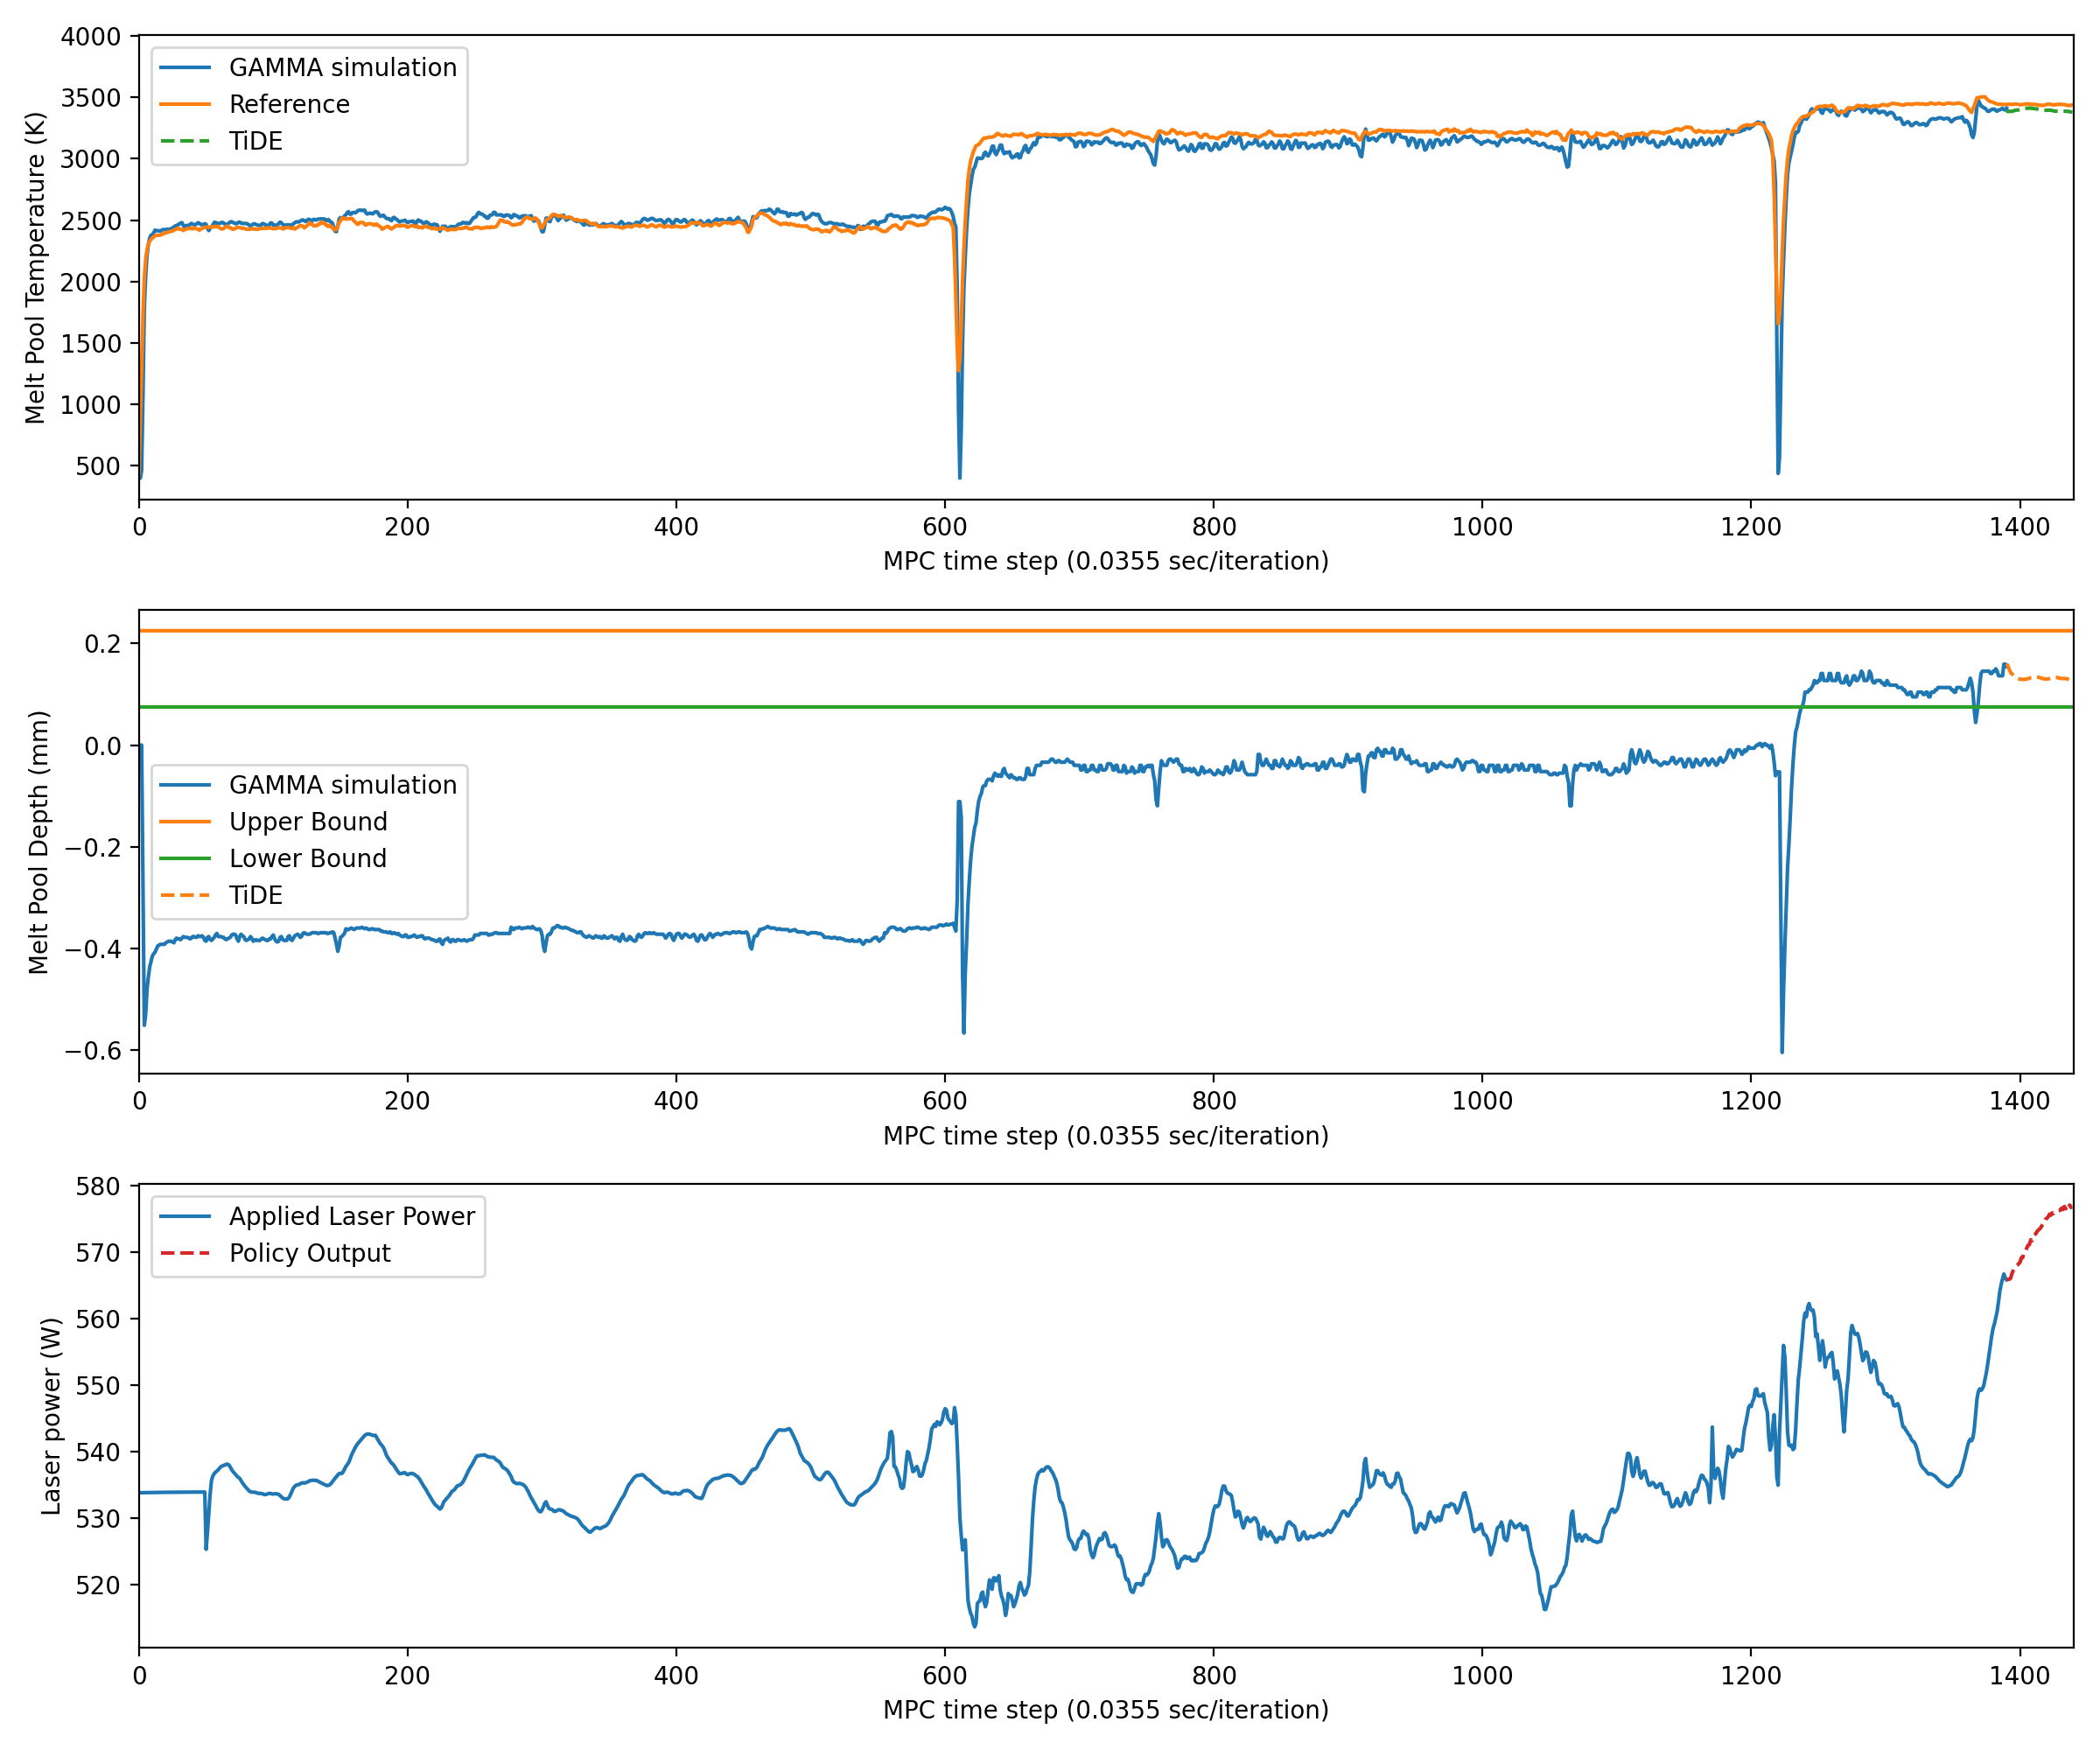 4000
3500
3000
2500
2000
1500
1000
500
Melt Pool Temperature (K)
GAMMA simulation
Reference
TiDE
0 200 400 600 800 1000 1200 1400
MPC time step (0.0355 sec/iteration)
0.2
0.0
−0.2
−0.4
−0.6
Melt Pool Depth (mm)
GAMMA simulation
Upper Bound
Lower Bound
TiDE
0 200 400 600 800 1000 1200 1400
MPC time step (0.0355 sec/iteration)
580
570
560
550
540
530
520
Laser power (W)
Applied Laser Power
Policy Output
0 200 400 600 800 1000 1200 1400
MPC time step (0.0355 sec/iteration)